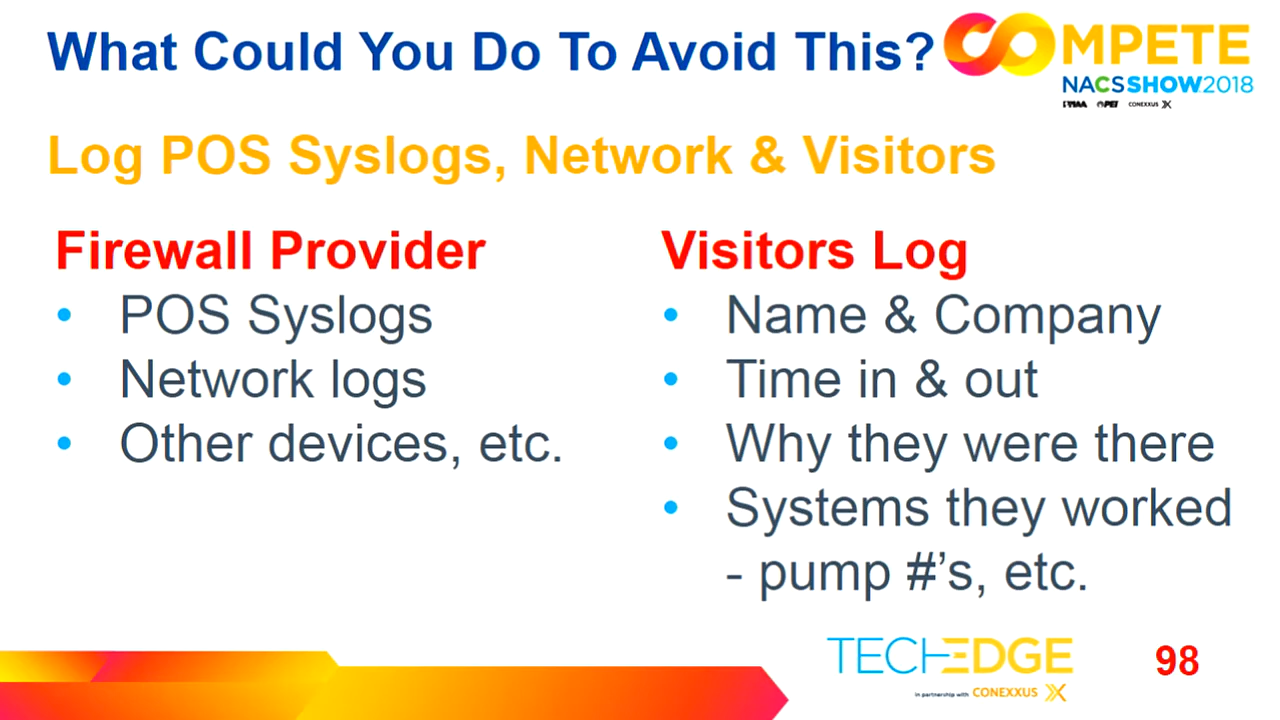 What Could You Do To Avoid This?
COMPETE
NACSSHOW2018
PEI CONEXXUS
Log POS Syslogs, Network & Visitors
Firewall Provider
• POS Syslogs
• Network logs
• Other devices, etc.
Visitors Log
• Name & Company
• Time in & out
• Why they were there
• Systems they worked
- pump #’s, etc.
TECHEDGE
in partnership with CONEXXUS
98